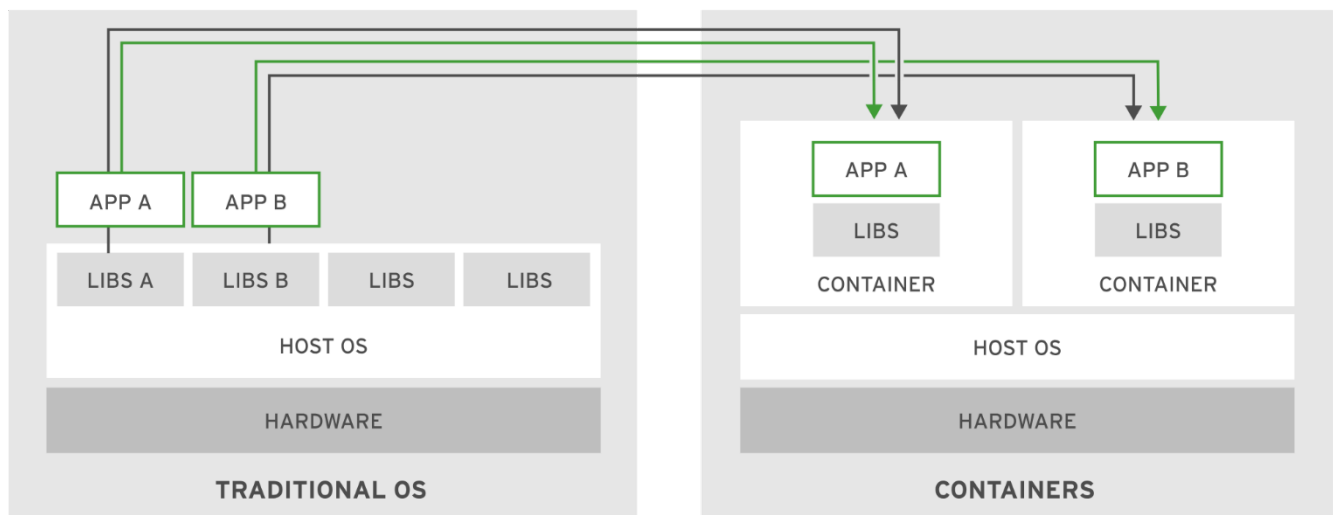 APP A
APP B
LIBS A
LIBS B
LIBS
LIBS
HOST OS
HARDWARE
TRADITIONAL OS
APP A
LIBS
CONTAINER
APP B
LIBS
CONTAINER
HOST OS
HARDWARE
CONTAINERS